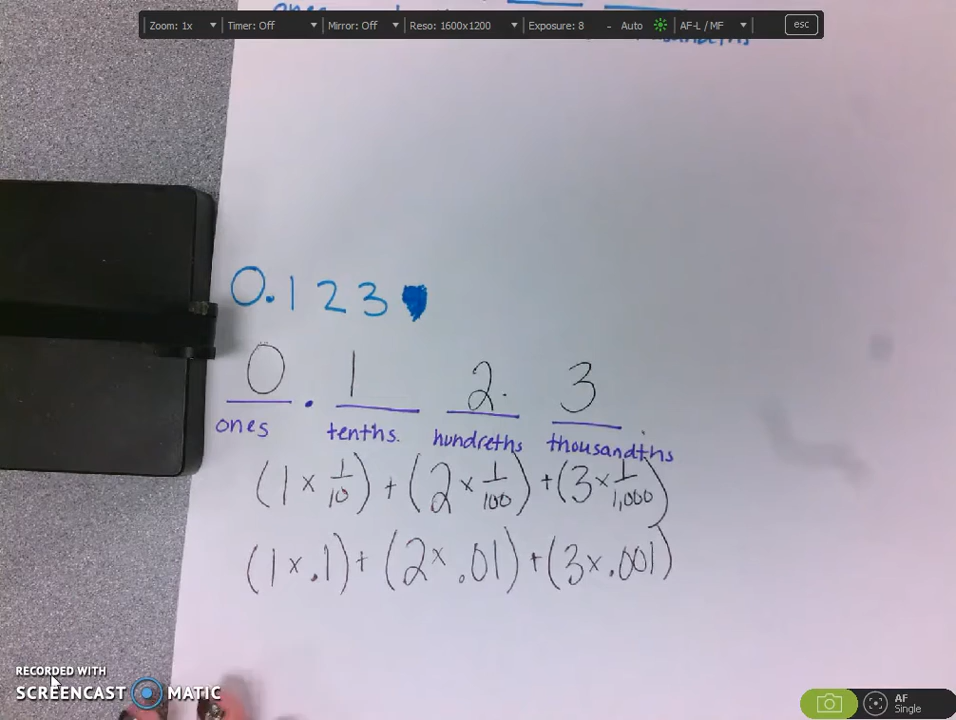 Zoom: 1x Timer: Off Mirror: Off Reso: 1600x1200 Exposure: 8 - Auto AF-L / MF esc
ones
0.123
0 . 1 2 3
ones tenths. hundreths thousandths
(1 × 1/10) + (2 × 1/100) + (3 × 1/1,000)
(1 × .1) + (2 × .01) + (3 × .001)
RECORDED WITH
SCREENCAST MATIC
AF
Single